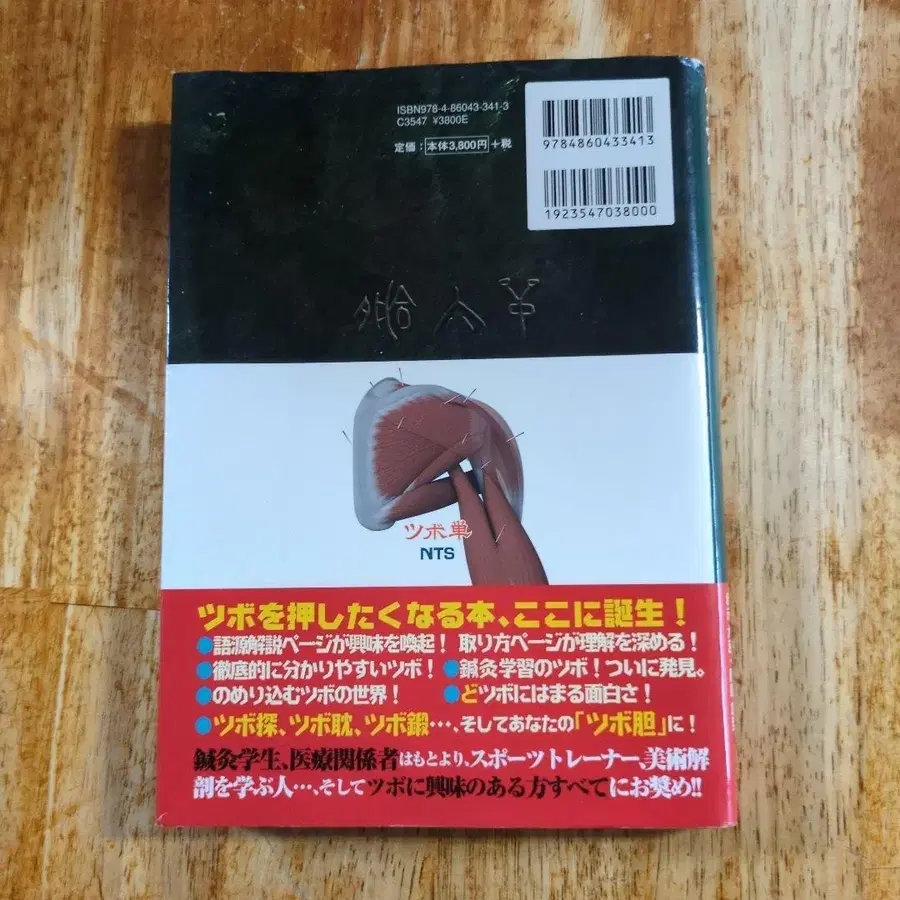 ISBN978-4-86043-341-3
C3547 ¥3800E
定価：本体3,800円＋税
9784860433413
1923547038000
ツボ単
NTS
ツボを押したくなる本、ここに誕生！
●語源解説ページが興味を喚起！ 取り方ページが理解を深める！
●徹底的に分かりやすいツボ！ ●鍼灸学習のツボ！ついに発見。
●のめり込むツボの世界！ ●どツボにはまる面白さ！
●ツボ探、ツボ耽、ツボ鍛…、そしてあなたの「ツボ胆」に！
鍼灸学生、医療関係者はもとより、スポーツトレーナー、美術解
剖を学ぶ人…、そしてツボに興味のある方すべてにお奨め!!